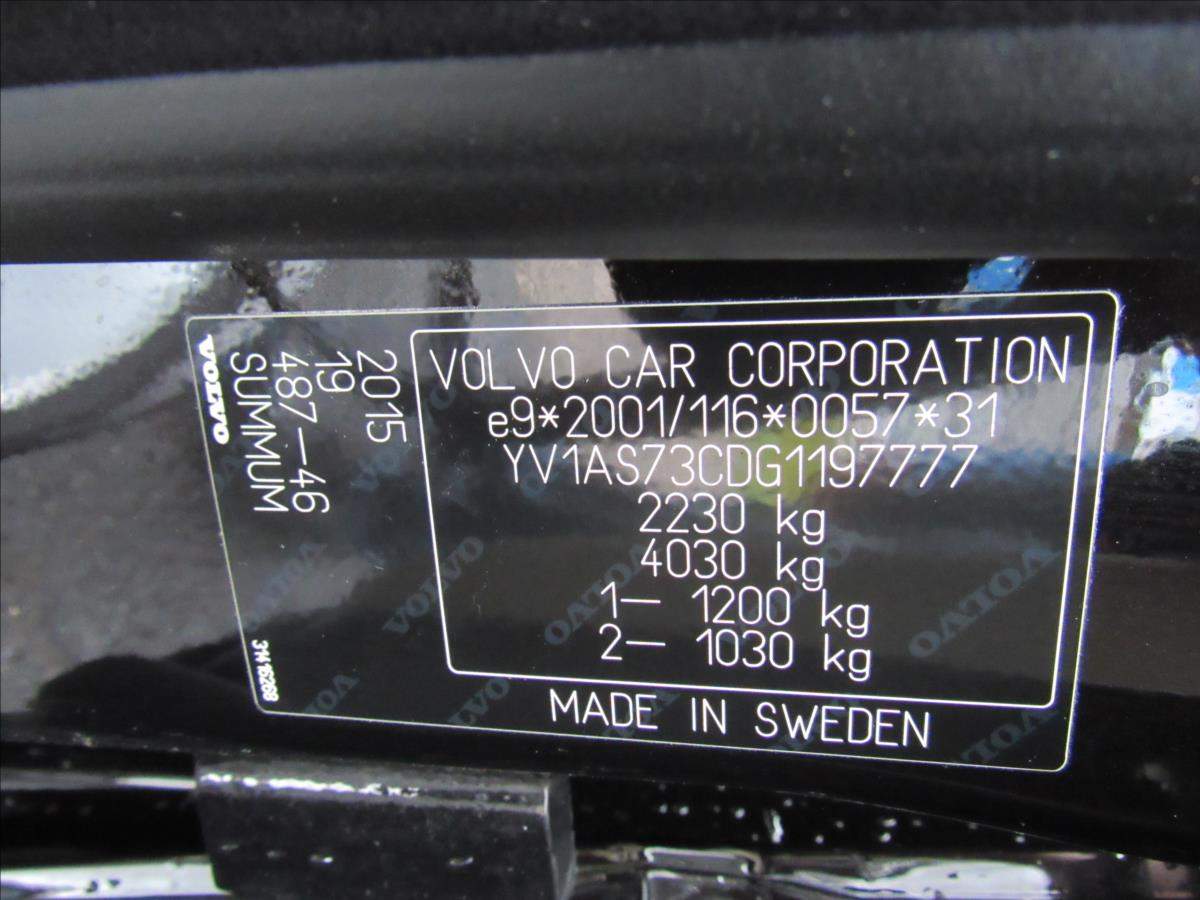 VOLVO
2015
19
487-46
SUMMUM
31416268
VOLVO CAR CORPORATION
e9*2001/116*0057*31
YV1AS73CDG1197777
2230 kg
4030 kg
1- 1200 kg
2- 1030 kg
MADE IN SWEDEN